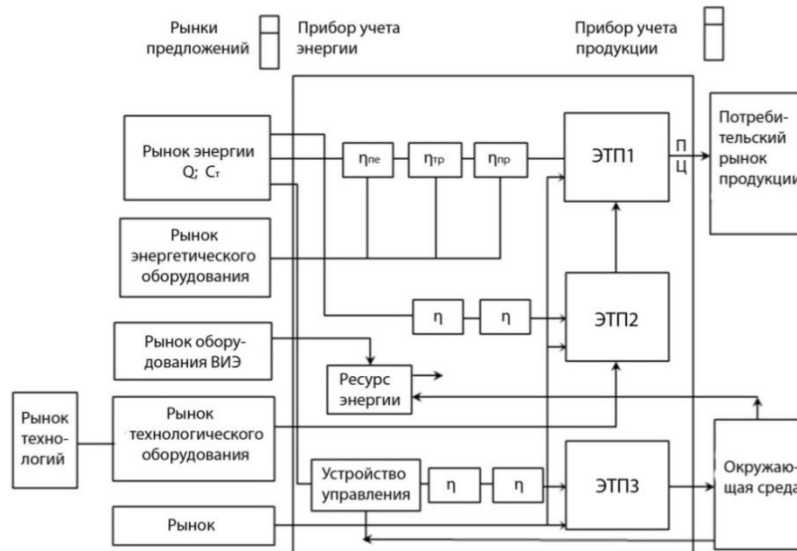 Рынки
предложений
Прибор учета
энергии
Прибор учета
продукции
Рынок энергии
Q; Cт
ηпе
ηтр
ηпр
ЭТП1
П
Ц
Потреби-
тельский
рынок
продукции
Рынок
энергетического
оборудования
η
η
ЭТП2
Рынок обору-
дования ВИЭ
Ресурс
энергии
Рынок
техно-
логий
Рынок
технологического
оборудования
Устройство
управления
η
η
ЭТП3
Окружаю-
щая среда
Рынок